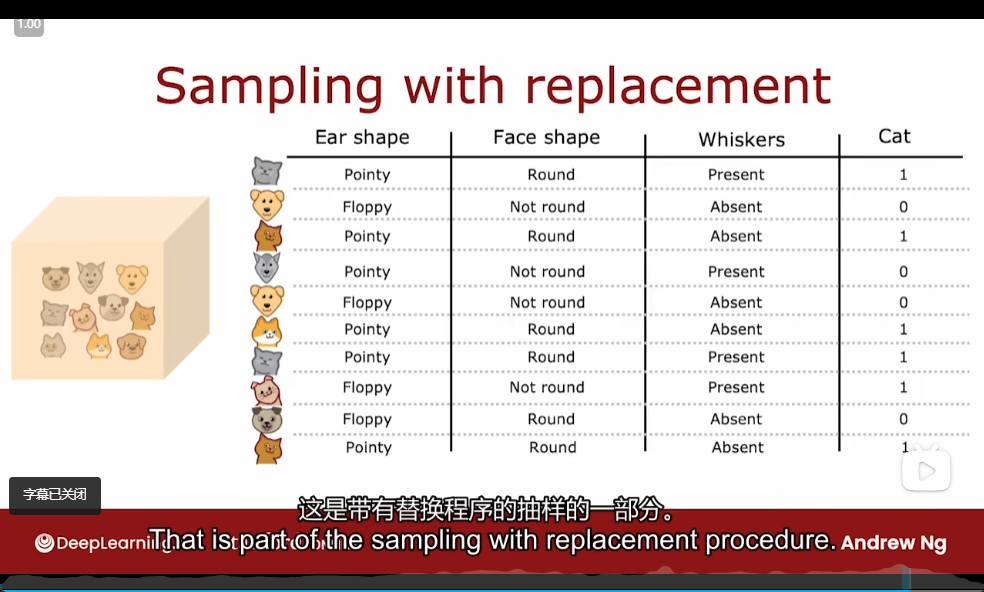 1.00
Sampling with replacement
Ear shape Face shape Whiskers Cat
Pointy Round Present 1
Floppy Not round Absent 0
Pointy Round Absent 1
Pointy Not round Present 0
Floppy Not round Absent 0
Pointy Round Absent 1
Pointy Round Present 1
Floppy Not round Present 1
Floppy Round Absent 0
Pointy Round Absent 1
字幕已关闭
这是带有替换程序的抽样的一部分。
That is part of the sampling with replacement procedure.
DeepLearning. Andrew Ng